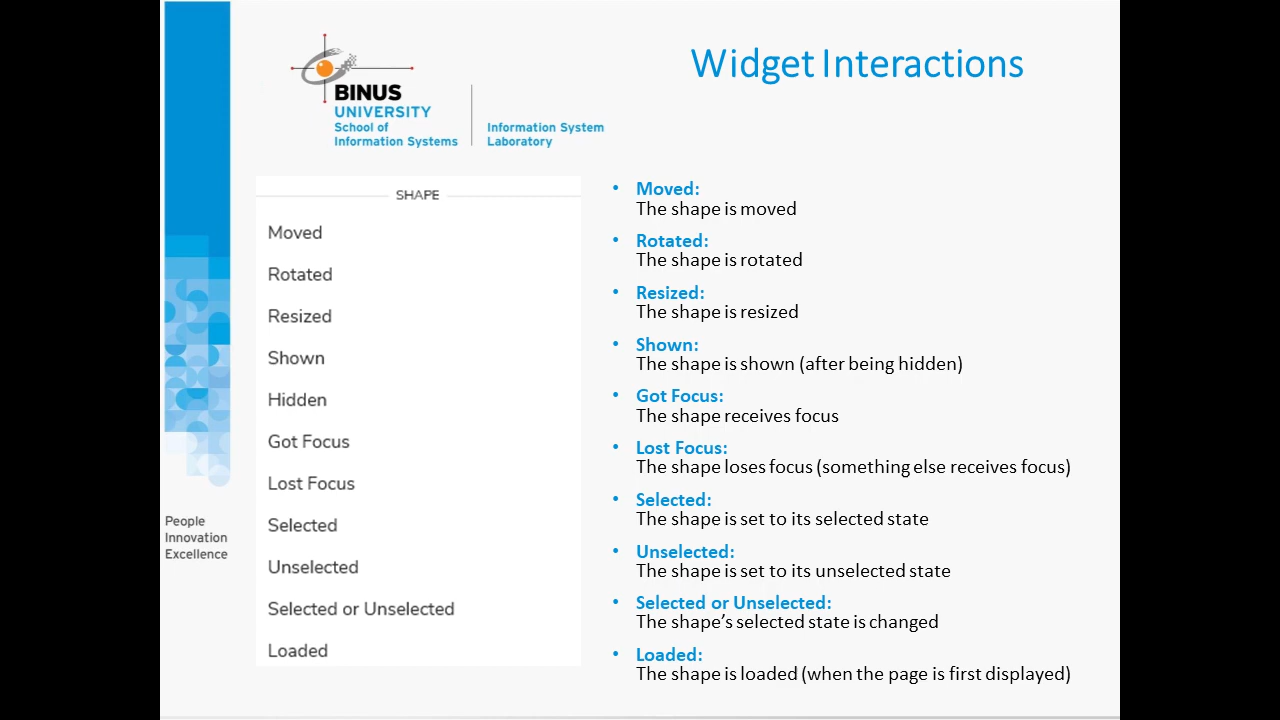 BINUS
UNIVERSITY
School of
Information Systems
Information System
Laboratory
Widget Interactions
SHAPE
Moved
Rotated
Resized
Shown
Hidden
Got Focus
Lost Focus
Selected
Unselected
Selected or Unselected
Loaded
• Moved:
The shape is moved
• Rotated:
The shape is rotated
• Resized:
The shape is resized
• Shown:
The shape is shown (after being hidden)
• Got Focus:
The shape receives focus
• Lost Focus:
The shape loses focus (something else receives focus)
• Selected:
The shape is set to its selected state
• Unselected:
The shape is set to its unselected state
• Selected or Unselected:
The shape’s selected state is changed
• Loaded:
The shape is loaded (when the page is first displayed)
People
Innovation
Excellence